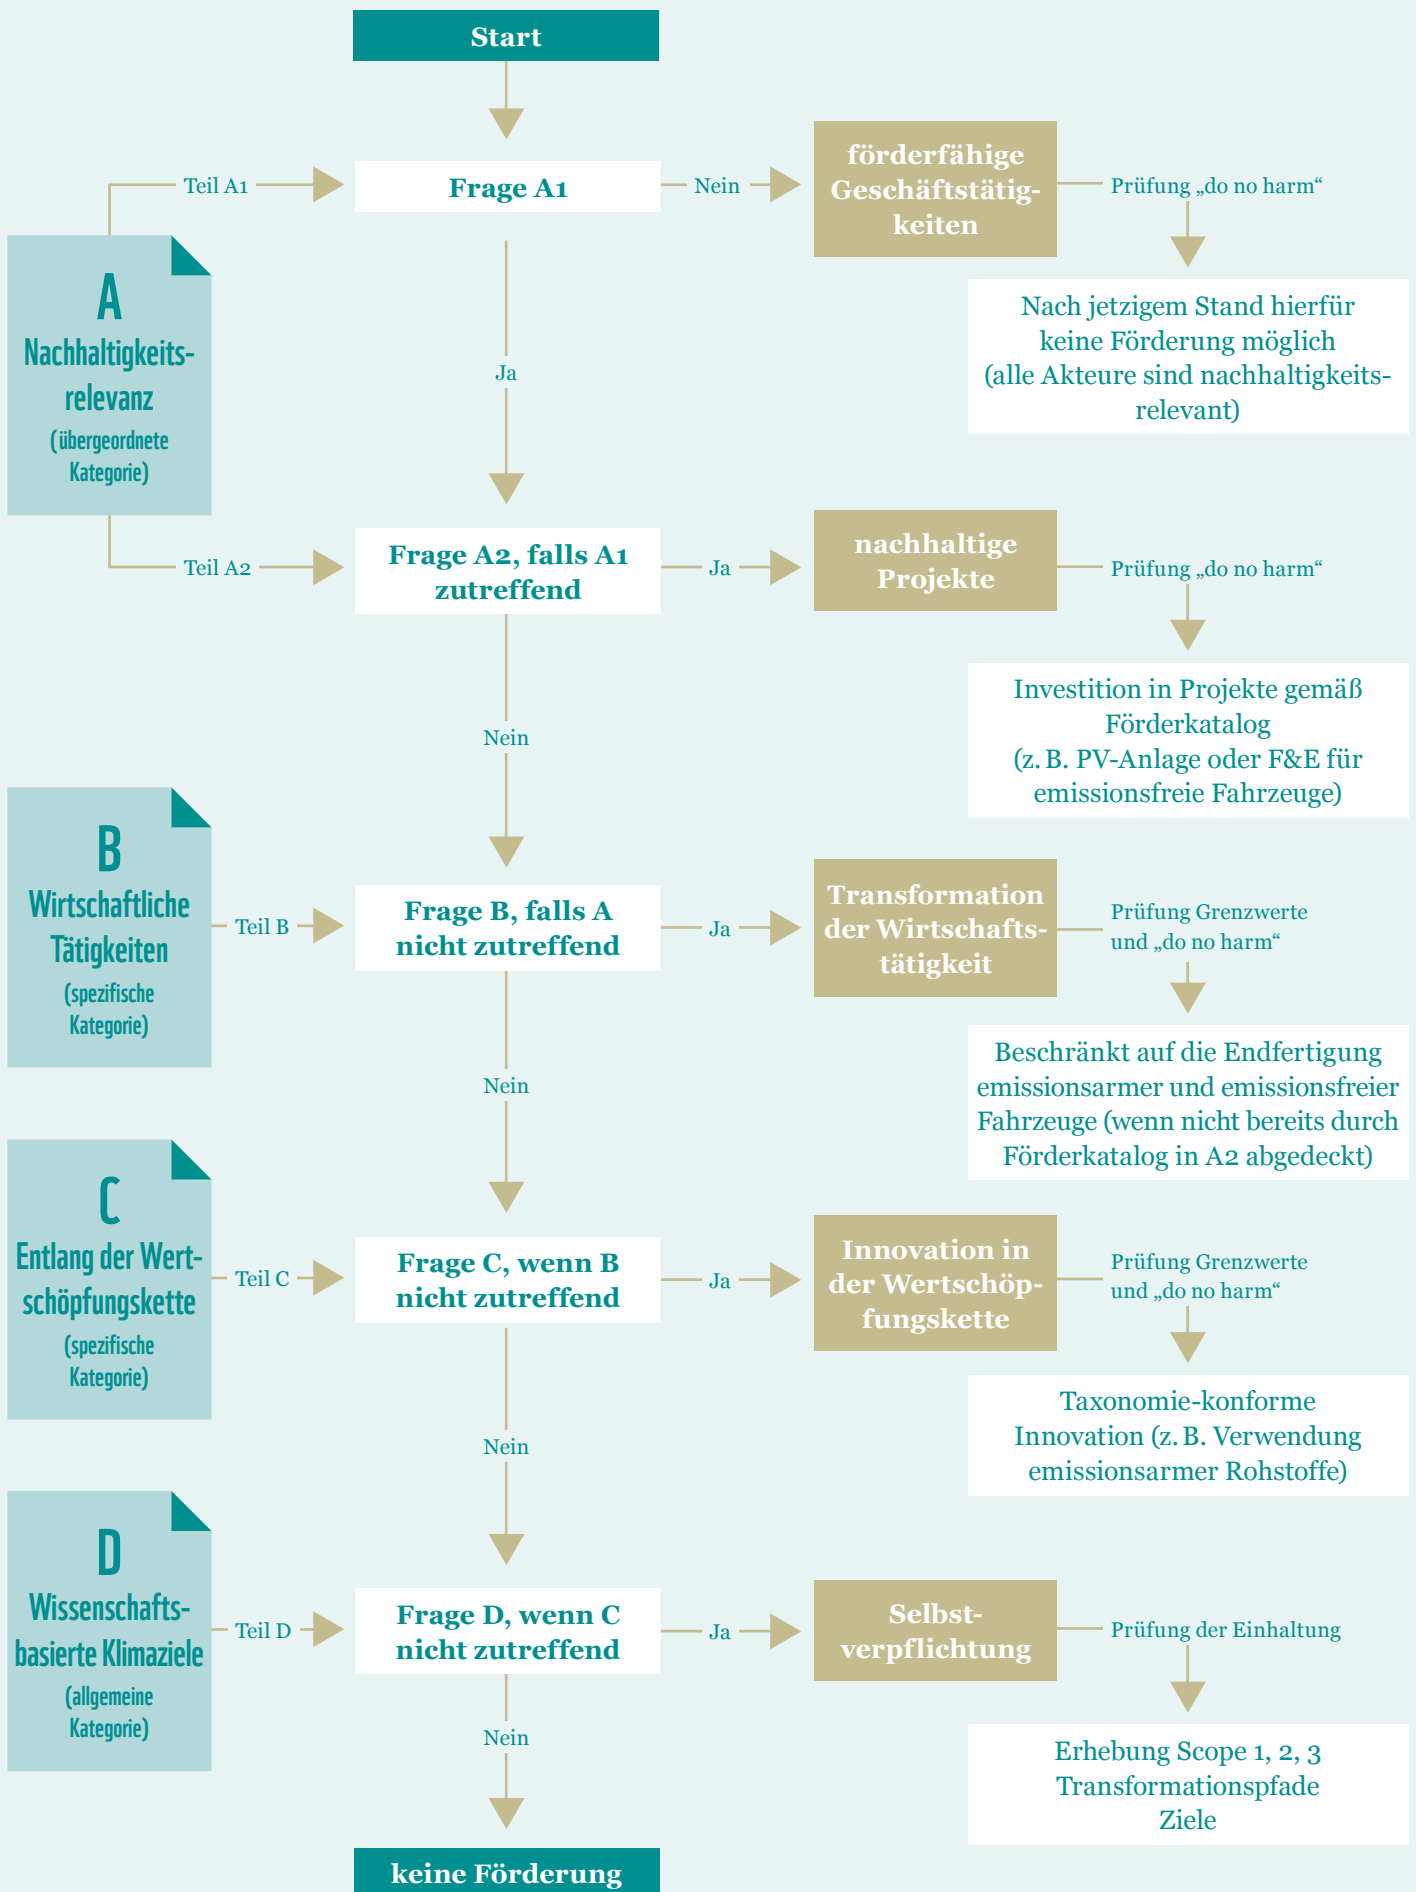 Start
Teil A1
Frage A1
Nein
förderfähige
Geschäftstätig-
keiten
Prüfung „do no harm“
Nach jetzigem Stand hierfür
keine Förderung möglich
(alle Akteure sind nachhaltigkeits-
relevant)
A
Nachhaltigkeits-
relevanz
(übergeordnete
Kategorie)
Ja
Teil A2
Frage A2, falls A1
zutreffend
Ja
nachhaltige
Projekte
Prüfung „do no harm“
Investition in Projekte gemäß
Förderkatalog
(z. B. PV-Anlage oder F&E für
emissionsfreie Fahrzeuge)
Nein
B
Wirtschaftliche
Tätigkeiten
(spezifische
Kategorie)
Teil B
Frage B, falls A
nicht zutreffend
Ja
Transformation
der Wirtschafts-
tätigkeit
Prüfung Grenzwerte
und „do no harm“
Beschränkt auf die Endfertigung
emissionsarmer und emissionsfreier
Fahrzeuge (wenn nicht bereits durch
Förderkatalog in A2 abgedeckt)
Nein
C
Entlang der Wert-
schöpfungskette
(spezifische
Kategorie)
Teil C
Frage C, wenn B
nicht zutreffend
Ja
Innovation in
der Wertschöp-
fungskette
Prüfung Grenzwerte
und „do no harm“
Taxonomie-konforme
Innovation (z. B. Verwendung
emissionsarmer Rohstoffe)
Nein
D
Wissenschafts-
basierte Klimaziele
(allgemeine
Kategorie)
Teil D
Frage D, wenn C
nicht zutreffend
Ja
Selbst-
verpflichtung
Prüfung der Einhaltung
Erhebung Scope 1, 2, 3
Transformationspfade
Ziele
Nein
keine Förderung